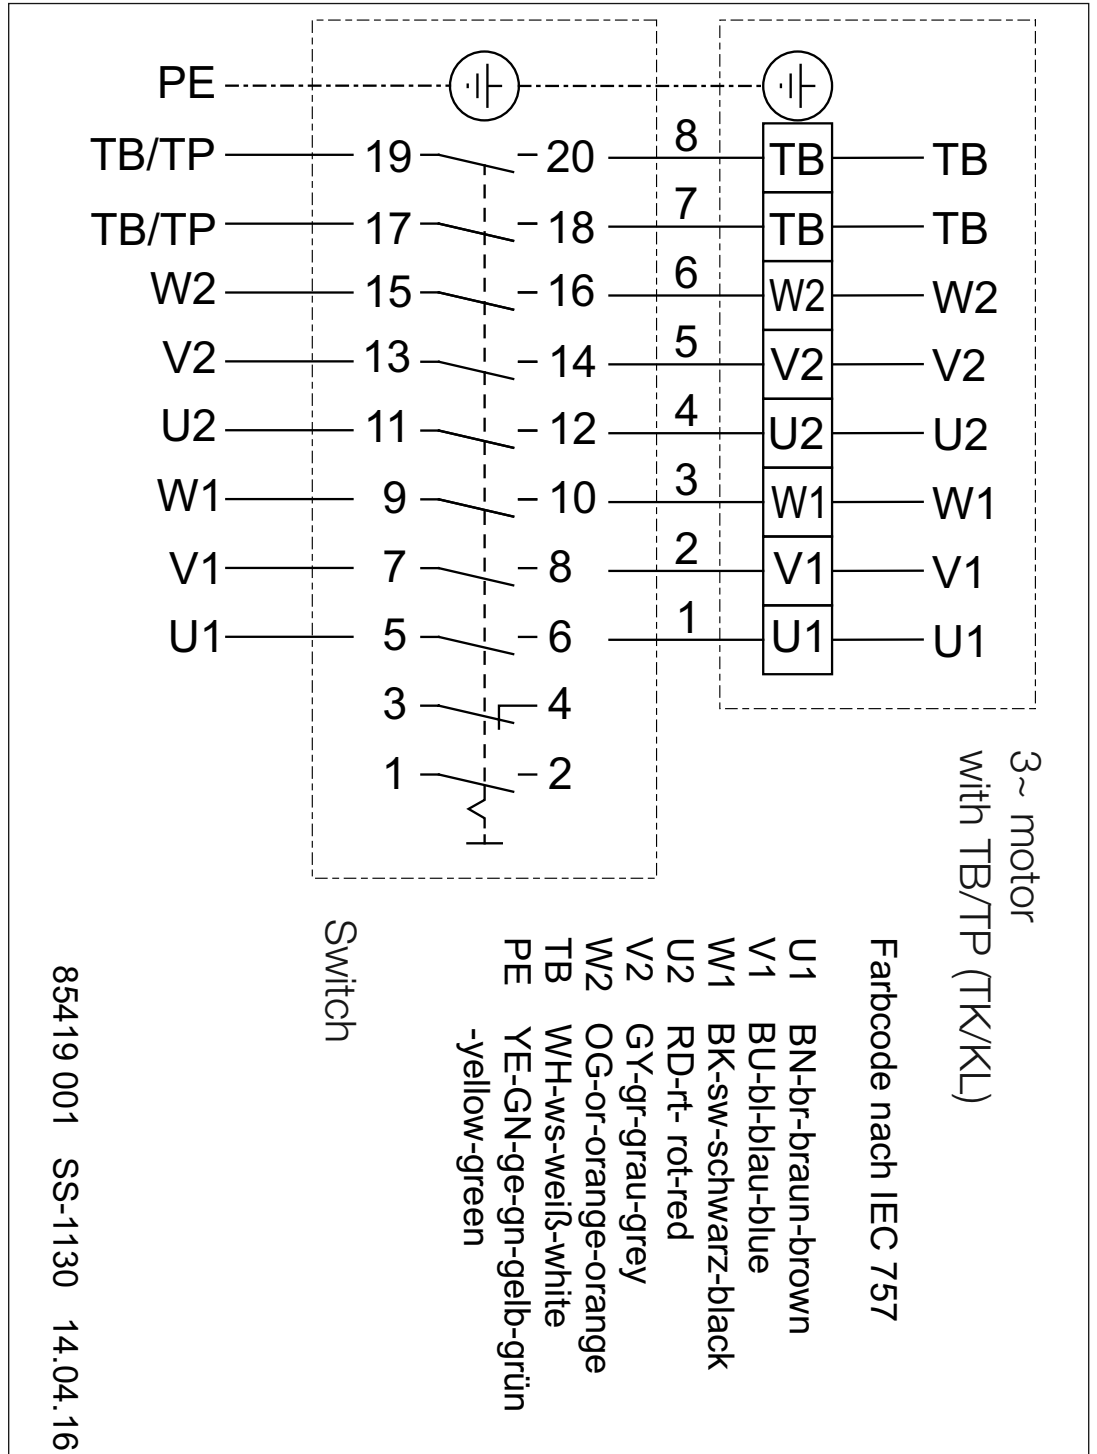 PE
TB/TP 19 20 8 TB TB
TB/TP 17 18 7 TB TB
W2 15 16 6 W2 W2
V2 13 14 5 V2 V2
U2 11 12 4 U2 U2
W1 9 10 3 W1 W1
V1 7 8 2 V1 V1
U1 5 6 1 U1 U1
3 4
1 2
3~ motor
with TB/TP (TK/KL)
Switch
Farbcode nach IEC 757
U1 BN-br-braun-brown
V1 BU-bl-blau-blue
W1 BK-sw-schwarz-black
U2 RD-rt- rot-red
V2 GY-gr-grau-grey
W2 OG-or-orange-orange
TB WH-ws-weiß-white
PE YE-GN-ge-gn-gelb-grün
-yellow-green
85419 001 SS-1130 14.04.16